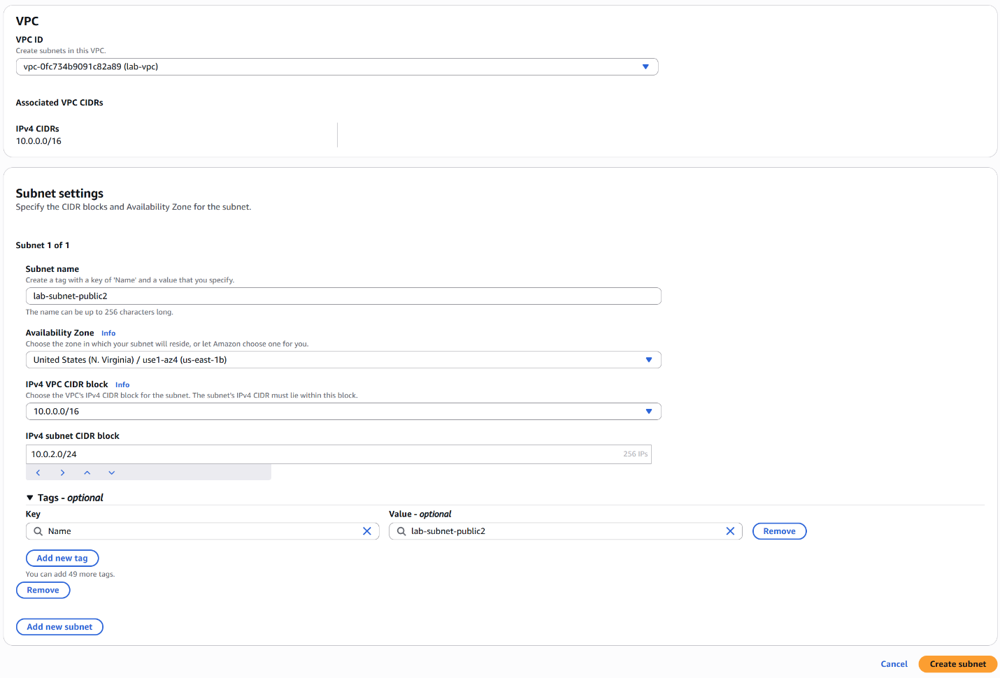 VPC
VPC ID
Create subnets in this VPC.
vpc-0fc734b9091c82a89 (lab-vpc)
Associated VPC CIDRs
IPv4 CIDRs
10.0.0.0/16
Subnet settings
Specify the CIDR blocks and Availability Zone for the subnet.
Subnet 1 of 1
Subnet name
Create a tag with a key of 'Name' and a value that you specify.
lab-subnet-public2
The name can be up to 256 characters long.
Availability Zone Info
Choose the zone in which your subnet will reside, or let Amazon choose one for you.
United States (N. Virginia) / use1-az4 (us-east-1b)
IPv4 VPC CIDR block Info
Choose the VPC's IPv4 CIDR block for the subnet. The subnet's IPv4 CIDR must lie within this block.
10.0.0.0/16
IPv4 subnet CIDR block
10.0.2.0/24 256 IPs
Tags - optional
Key Value - optional
Name lab-subnet-public2 Remove
Add new tag
You can add 49 more tags.
Remove
Add new subnet
Cancel Create subnet